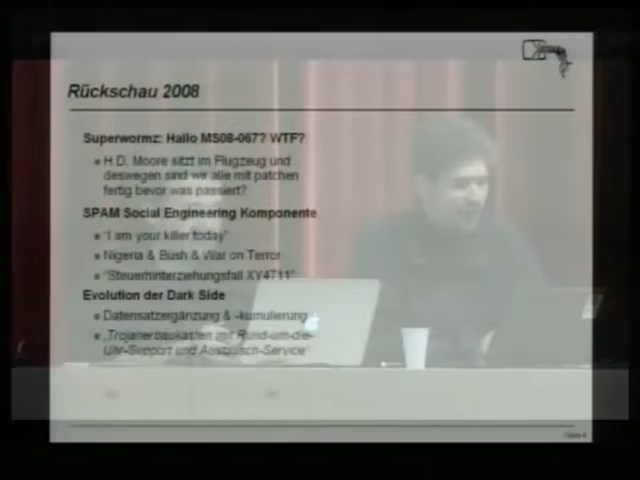 Rückschau 2008
Superwormz: Hallo MS08-067? WTF?
H.D. Moore sitzt im Flugzeug und
deswegen sind wir alle mit patchen
fertig bevor was passiert?
SPAM Social Engineering Komponente
"I am your killer today"
Nigeria & Bush & War on Terror
"Steuerhinterziehungsfall XY4711"
Evolution der Dark Side
Datensatzergänzung & -kumulierung
„Trojanerbaukasten mit Rund-um-die-
Uhr-Support und Austausch-Service"